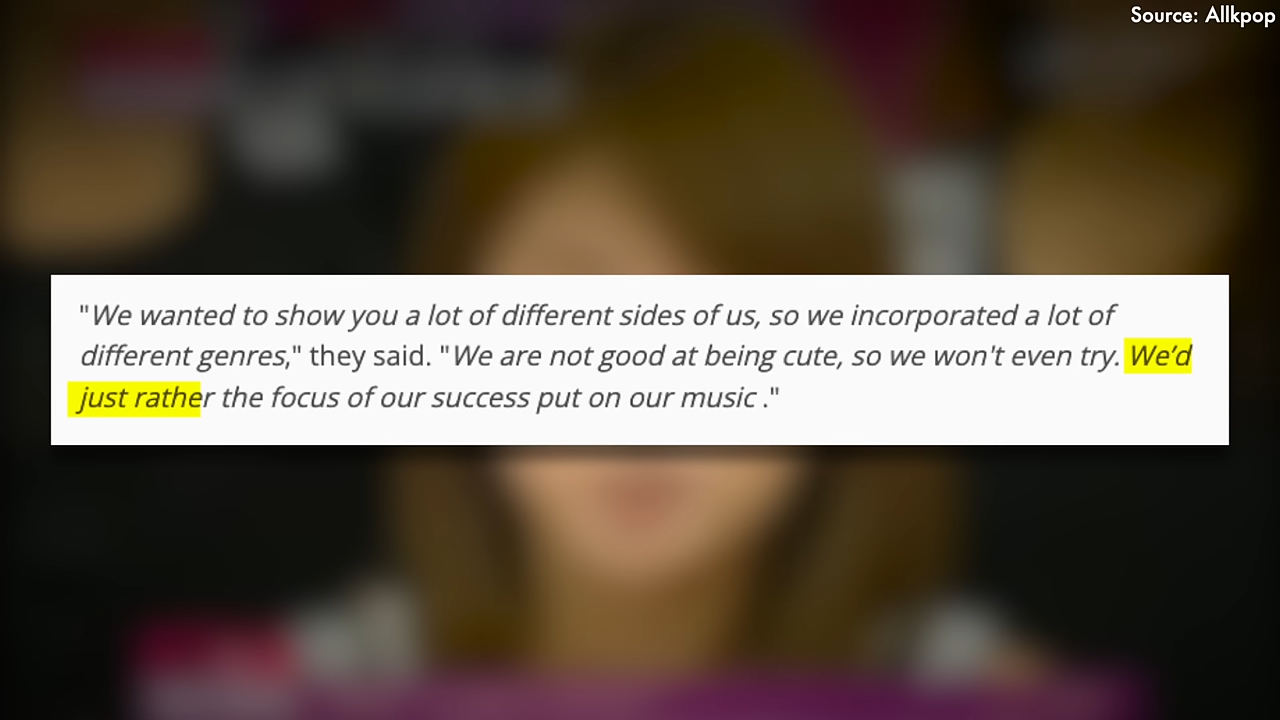 Source: Allkpop
"We wanted to show you a lot of different sides of us, so we incorporated a lot of
different genres," they said. "We are not good at being cute, so we won't even try. We’d
just rather the focus of our success put on our music ."